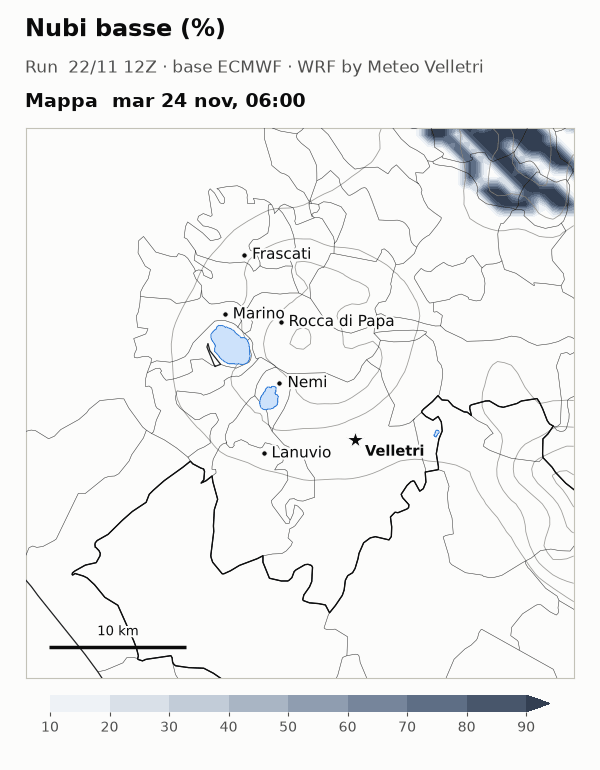 Nubi basse (%)
Run  22/11 12Z · base ECMWF · WRF by Meteo Velletri
Mappa  mar 24 nov, 06:00
Frascati
Marino
Rocca di Papa
Nemi
Velletri
Lanuvio
10 km
10 20 30 40 50 60 70 80 90